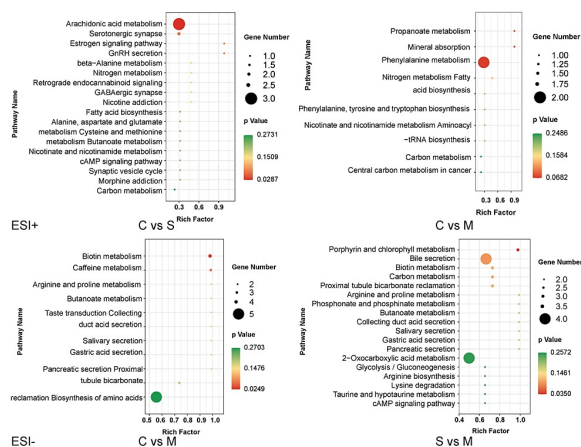 Arachidonic acid metabolism
Serotonergic synapse
Estrogen signaling pathway
GnRH secretion
beta-Alanine metabolism
Nitrogen metabolism
Retrograde endocannabinoid signaling
GABAergic synapse
Nicotine addiction
Fatty acid biosynthesis
Alanine, aspartate and glutamate
metabolism Cysteine and methionine
metabolism Butanoate metabolism
Nicotinate and nicotinamide metabolism
cAMP signaling pathway
Synaptic vesicle cycle
Morphine addiction
Carbon metabolism
Pathway Name
0.3 0.6 0.9
Rich Factor
Gene Number
1.0
1.5
2.0
2.5
3.0
p Value
0.2731
0.1509
0.0287
ESI+
C vs S
Propanoate metabolism
Mineral absorption
Phenylalanine metabolism
Nitrogen metabolism Fatty
acid biosynthesis
Phenylalanine, tyrosine and tryptophan biosynthesis
Nicotinate and nicotinamide metabolism Aminoacyl
-tRNA biosynthesis
Carbon metabolism
Central carbon metabolism in cancer
Pathway Name
0.3 0.6 0.9
Rich Factor
Gene Number
1.00
1.25
1.50
1.75
2.00
p Value
0.2486
0.1584
0.0682
C vs M
Biotin metabolism
Caffeine metabolism
Arginine and proline metabolism
Butanoate metabolism
Taste transduction Collecting
duct acid secretion
Salivary secretion
Gastric acid secretion
Pancreatic secretion Proximal
tubule bicarbonate
reclamation Biosynthesis of amino acids
Pathway Name
0.5 0.6 0.7 0.8 0.9 1.0
Rich Factor
Gene Number
2
3
4
5
p Value
0.2703
0.1476
0.0249
ESI-
C vs M
Porphyrin and chlorophyll metabolism
Bile secretion
Biotin metabolism
Carbon metabolism
Proximal tubule bicarbonate reclamation
Arginine and proline metabolism
Phosphonate and phosphinate metabolism
Butanoate metabolism
Collecting duct acid secretion
Salivary secretion
Gastric acid secretion
Pancreatic secretion
2-Oxocarboxylic acid metabolism
Glycolysis / Gluconeogenesis
Arginine biosynthesis
Lysine degradation
Taurine and hypotaurine metabolism
cAMP signaling pathway
Pathway Name
0.4 0.6 0.8 1.0
Rich Factor
Gene Number
2.0
2.5
3.0
3.5
4.0
p Value
0.2572
0.1461
0.0350
S vs M